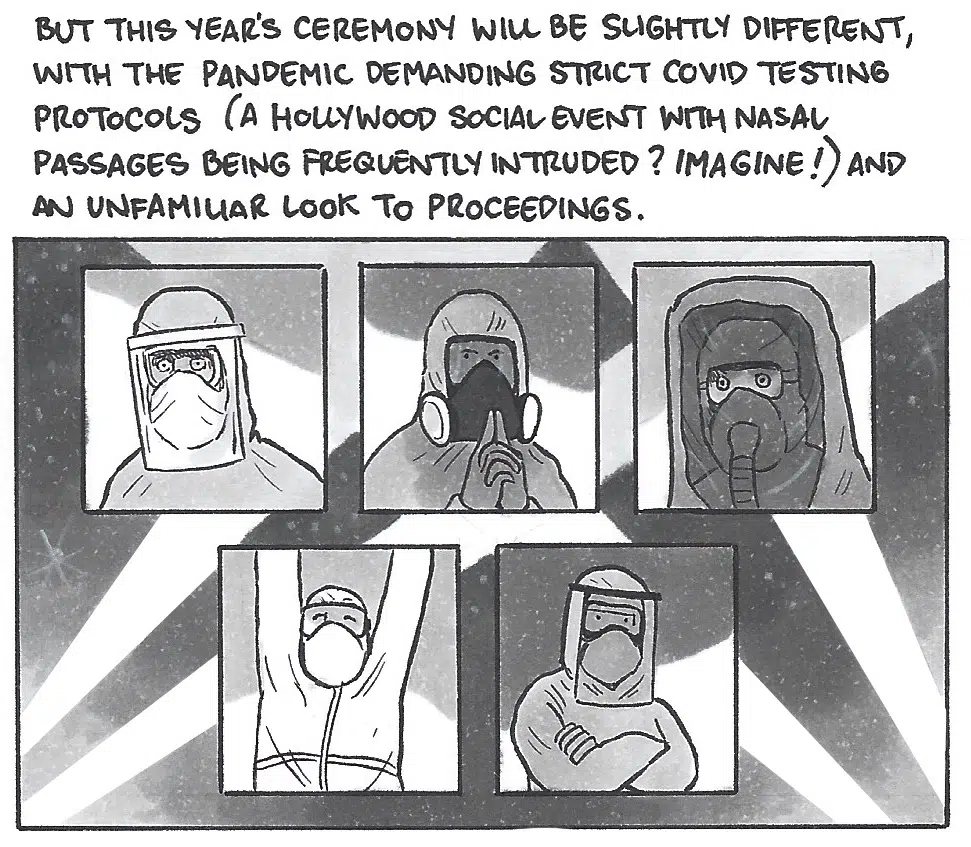 BUT THIS YEAR'S CEREMONY WILL BE SLIGHTLY DIFFERENT,
WITH THE PANDEMIC DEMANDING STRICT COVID TESTING
PROTOCOLS (A HOLLYWOOD SOCIAL EVENT WITH NASAL
PASSAGES BEING FREQUENTLY INTRUDED? IMAGINE!) AND
AN UNFAMILIAR LOOK TO PROCEEDINGS.